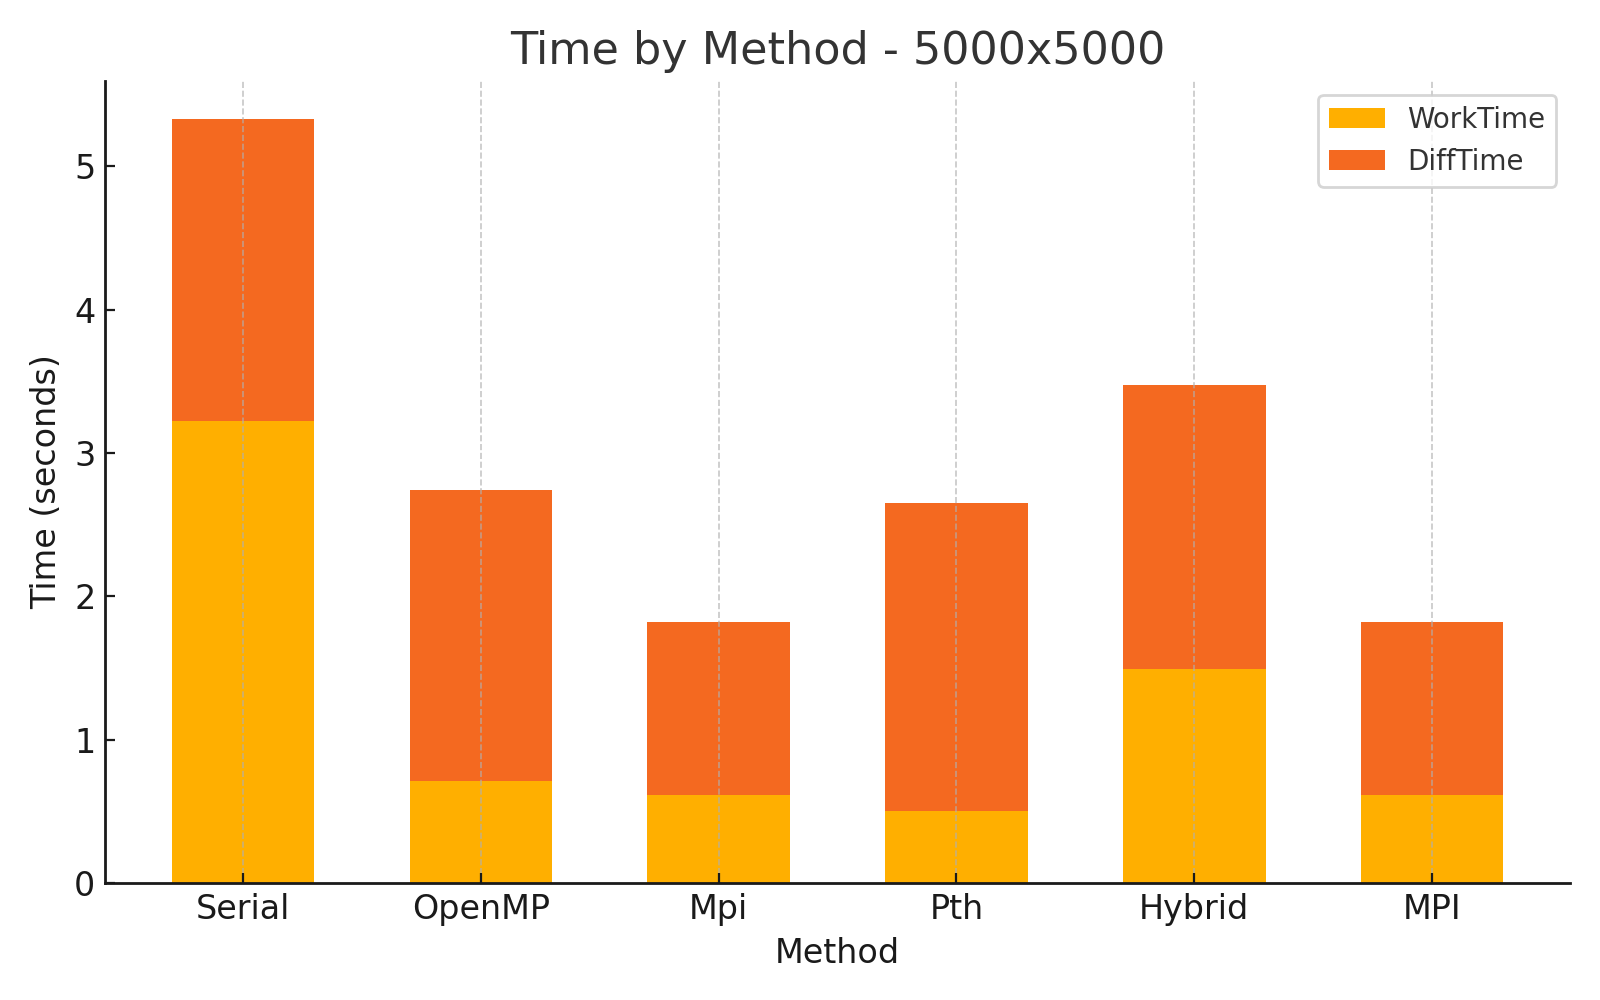 Time by Method - 5000x5000
WorkTime
DiffTime
Time (seconds)
5
4
3
2
1
0
Serial OpenMP Mpi Pth Hybrid MPI
Method